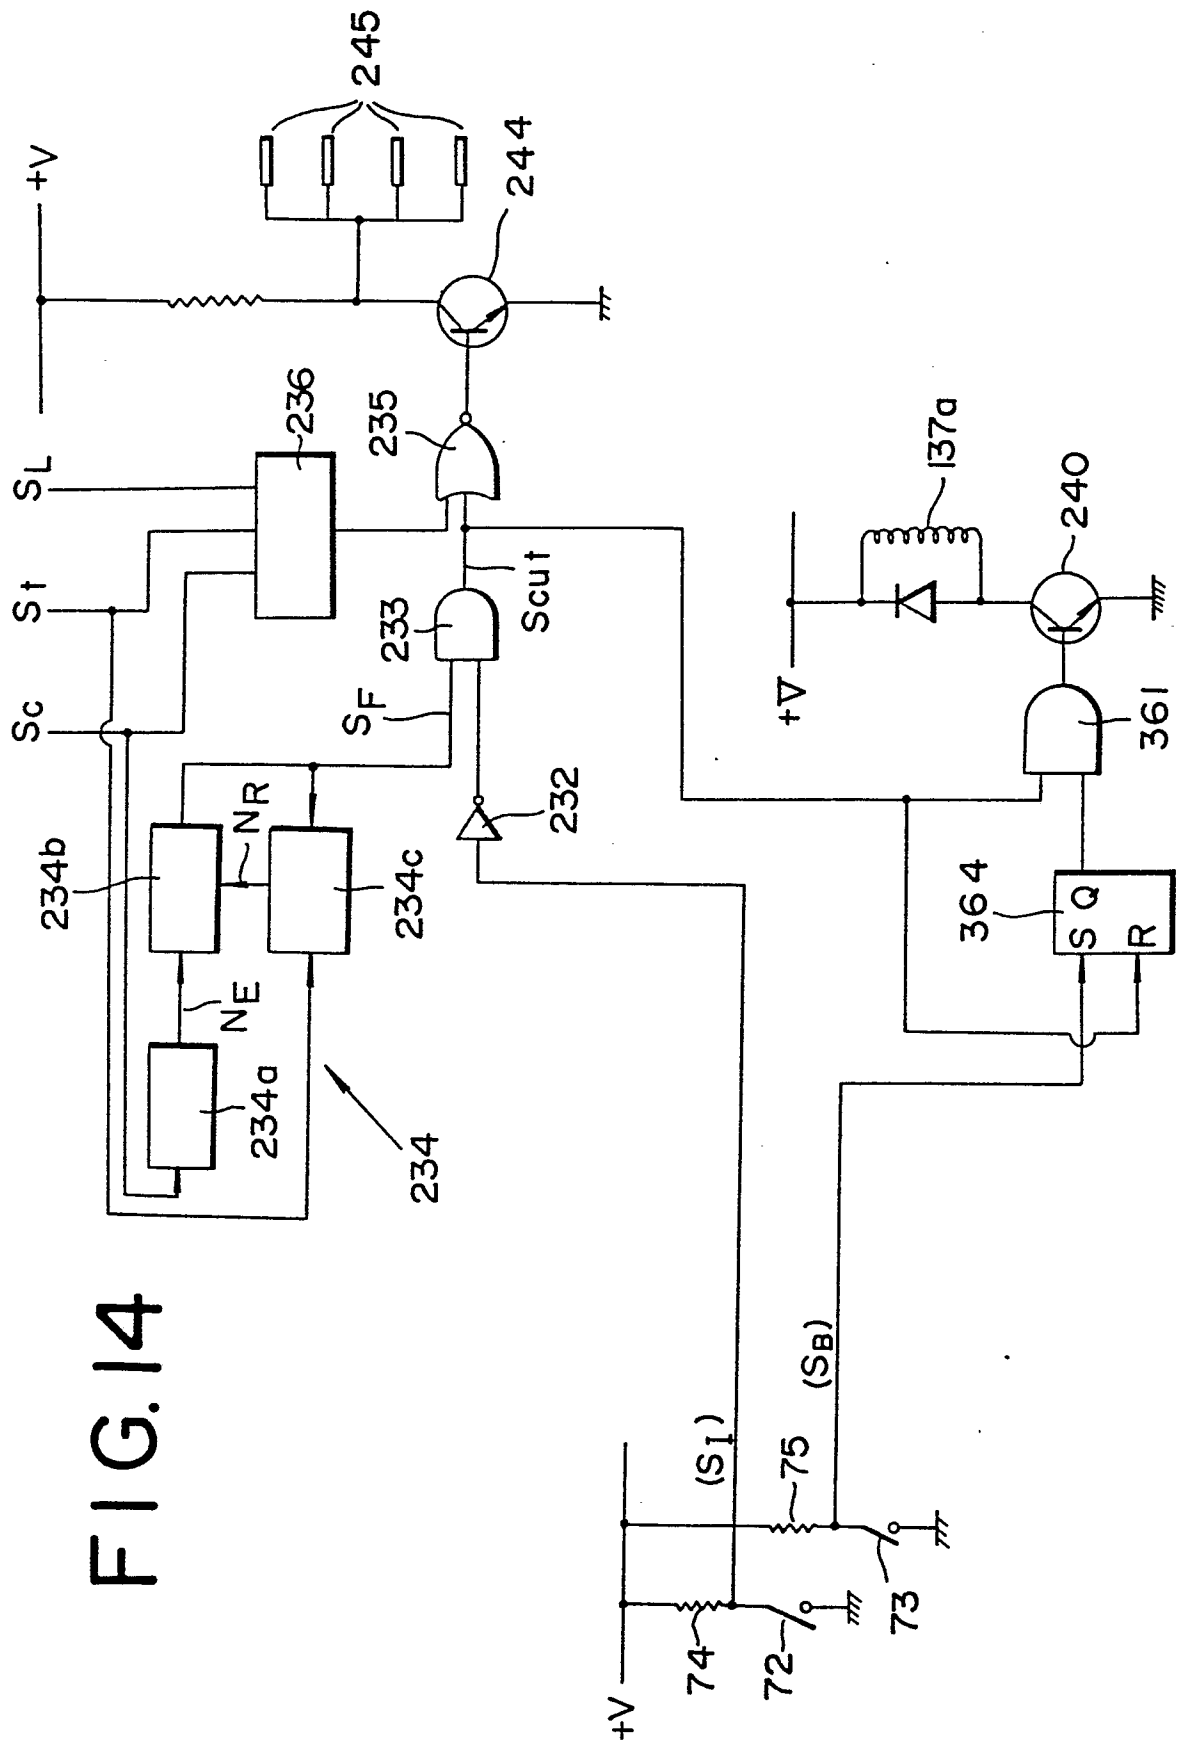 FIG.14
+V
SL
St
Sc
245
244
236
235
233
Scut
SF
NR
234b
234c
NE
234a
234
232
137a
240
+V
361
364
S Q
R
(SI)
(SB)
+V
74
75
72
73